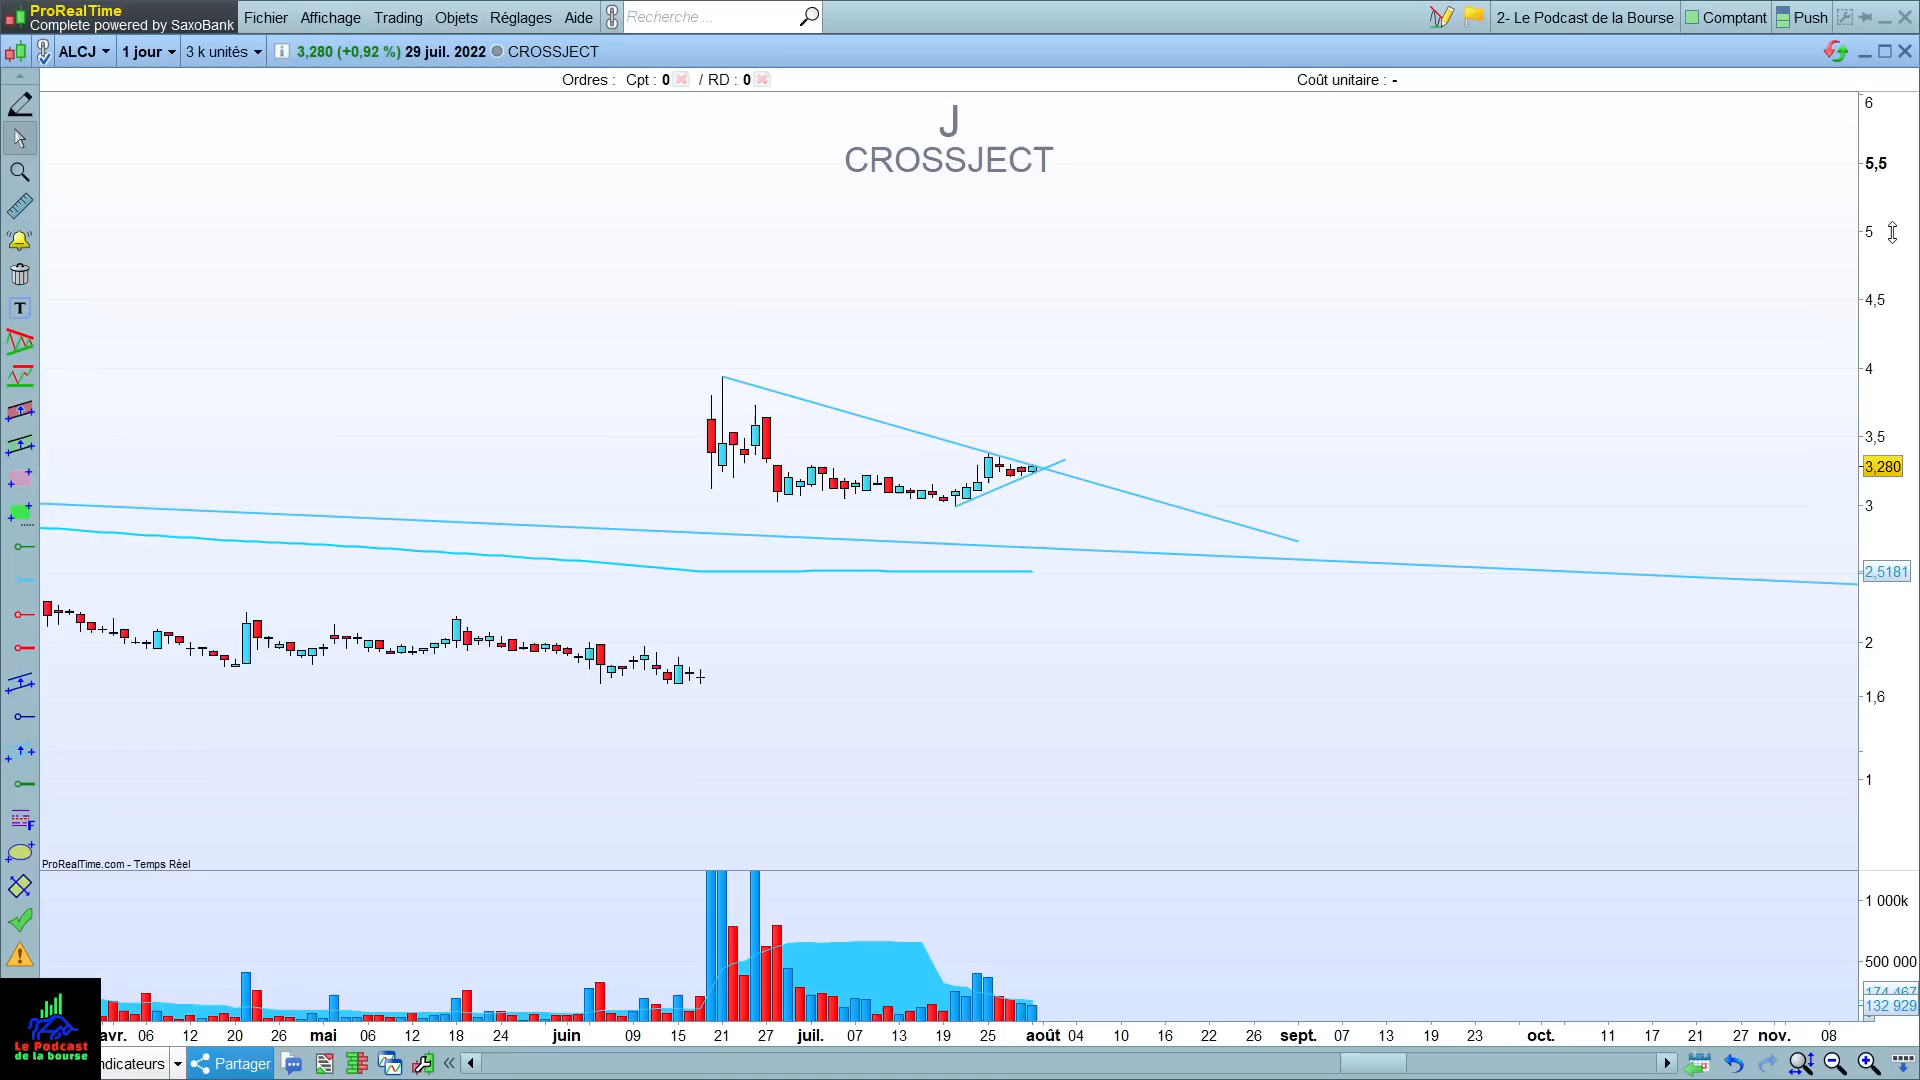 ProRealTime
Complete powered by SaxoBank
Fichier Affichage Trading Objets Réglages Aide
Recherche ...
2- Le Podcast de la Bourse
Comptant
Push
ALCJ 1 jour 3 k unités
3,280 (+0,92 %) 29 juil. 2022 CROSSJECT
Ordres : Cpt : 0 / RD : 0
Coût unitaire : -
J
CROSSJECT
6
5,5
5
4,5
4
3,5
3,280
3
2,5181
2
1,6
1
ProRealTime.com - Temps Réel
1 000k
500 000
174 467
132 929
avr. 06 12 20 26 mai 06 12 18 24 juin 09 15 21 27 juil. 07 13 19 25 août 04 10 16 22 26 sept. 07 13 19 23 29 oct. 11 17 21 27 nov. 08
Le Podcast
de la bourse
ndicateurs
Partager